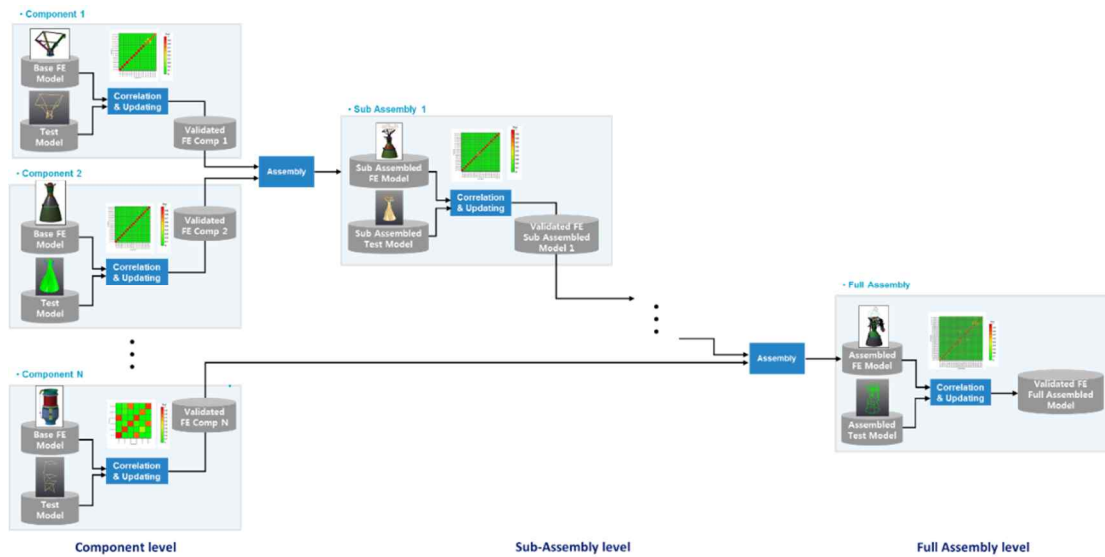 • Component 1
Base FE
Model
Test
Model
Correlation
& Updating
Validated
FE Comp 1
• Component 2
Base FE
Model
Test
Model
Correlation
& Updating
Validated
FE Comp 2
Assembly
• Sub Assembly 1
Sub Assembled
FE Model
Sub Assembled
Test Model
Correlation
& Updating
Validated FE
Sub Assembled
Model 1
• Component N
Base FE
Model
Test
Model
Correlation
& Updating
Validated
FE Comp N
Assembly
• Full Assembly
Assembled
FE Model
Assembled
Test Model
Correlation
& Updating
Validated FE
Full Assembled
Model
Component level
Sub-Assembly level
Full Assembly level